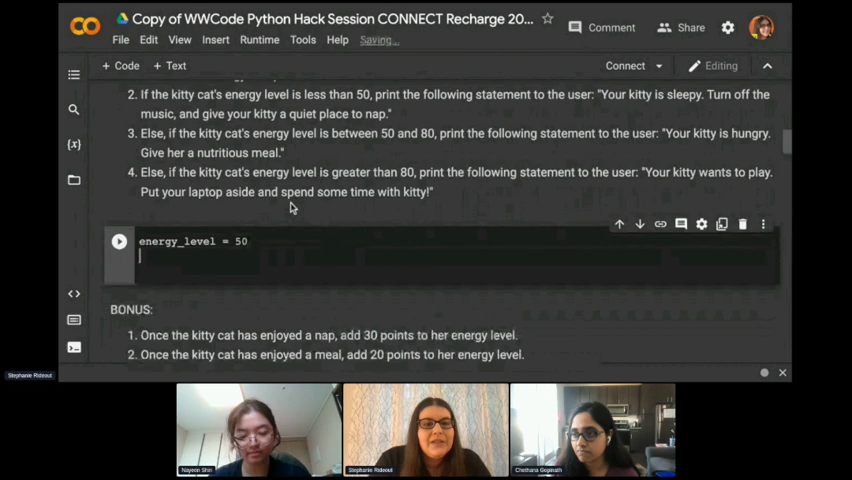 Copy of WWCode Python Hack Session CONNECT Recharge 20...
Comment
Share
File Edit View Insert Runtime Tools Help Saving...
+ Code + Text
Connect
Editing
2. If the kitty cat's energy level is less than 50, print the following statement to the user: "Your kitty is sleepy. Turn off the
music, and give your kitty a quiet place to nap."
3. Else, if the kitty cat's energy level is between 50 and 80, print the following statement to the user: "Your kitty is hungry.
Give her a nutritious meal."
4. Else, if the kitty cat's energy level is greater than 80, print the following statement to the user: "Your kitty wants to play.
Put your laptop aside and spend some time with kitty!"
energy_level = 50
BONUS:
1. Once the kitty cat has enjoyed a nap, add 30 points to her energy level.
2. Once the kitty cat has enjoyed a meal, add 20 points to her energy level.
Stephanie Rideout
Nayeon Shin
Stephanie Rideout
Chethana Gopinath